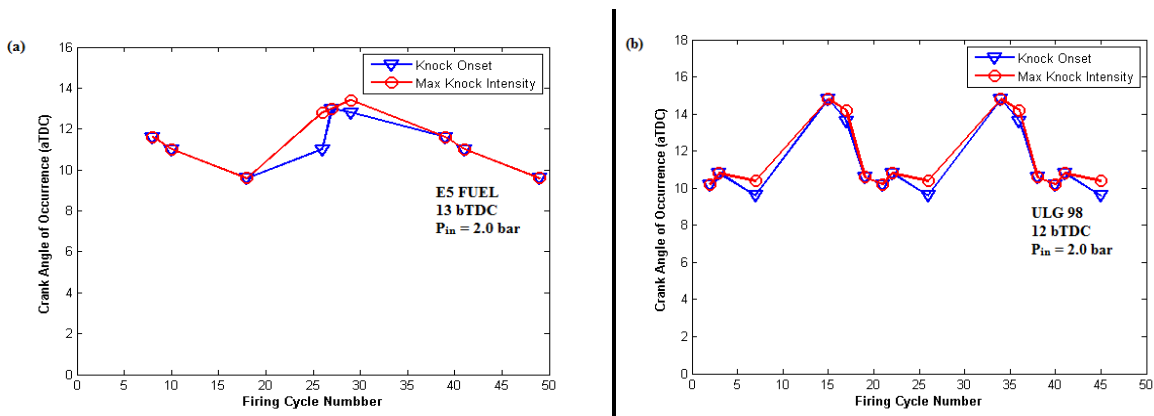 (a)
Knock Onset
Max Knock Intensity
16
14
12
10
8
6
4
2
0
Crank Angle of Occurrence (aTDC)
E5 FUEL
13 bTDC
Pin = 2.0 bar
0 5 10 15 20 25 30 35 40 45 50
Firing Cycle Numbber
(b)
Knock Onset
Max Knock Intensity
18
16
14
12
10
8
6
4
2
0
Crank Angle of Occurrence (aTDC)
ULG 98
12 bTDC
Pin = 2.0 bar
0 5 10 15 20 25 30 35 40 45 50
Firing Cycle Number